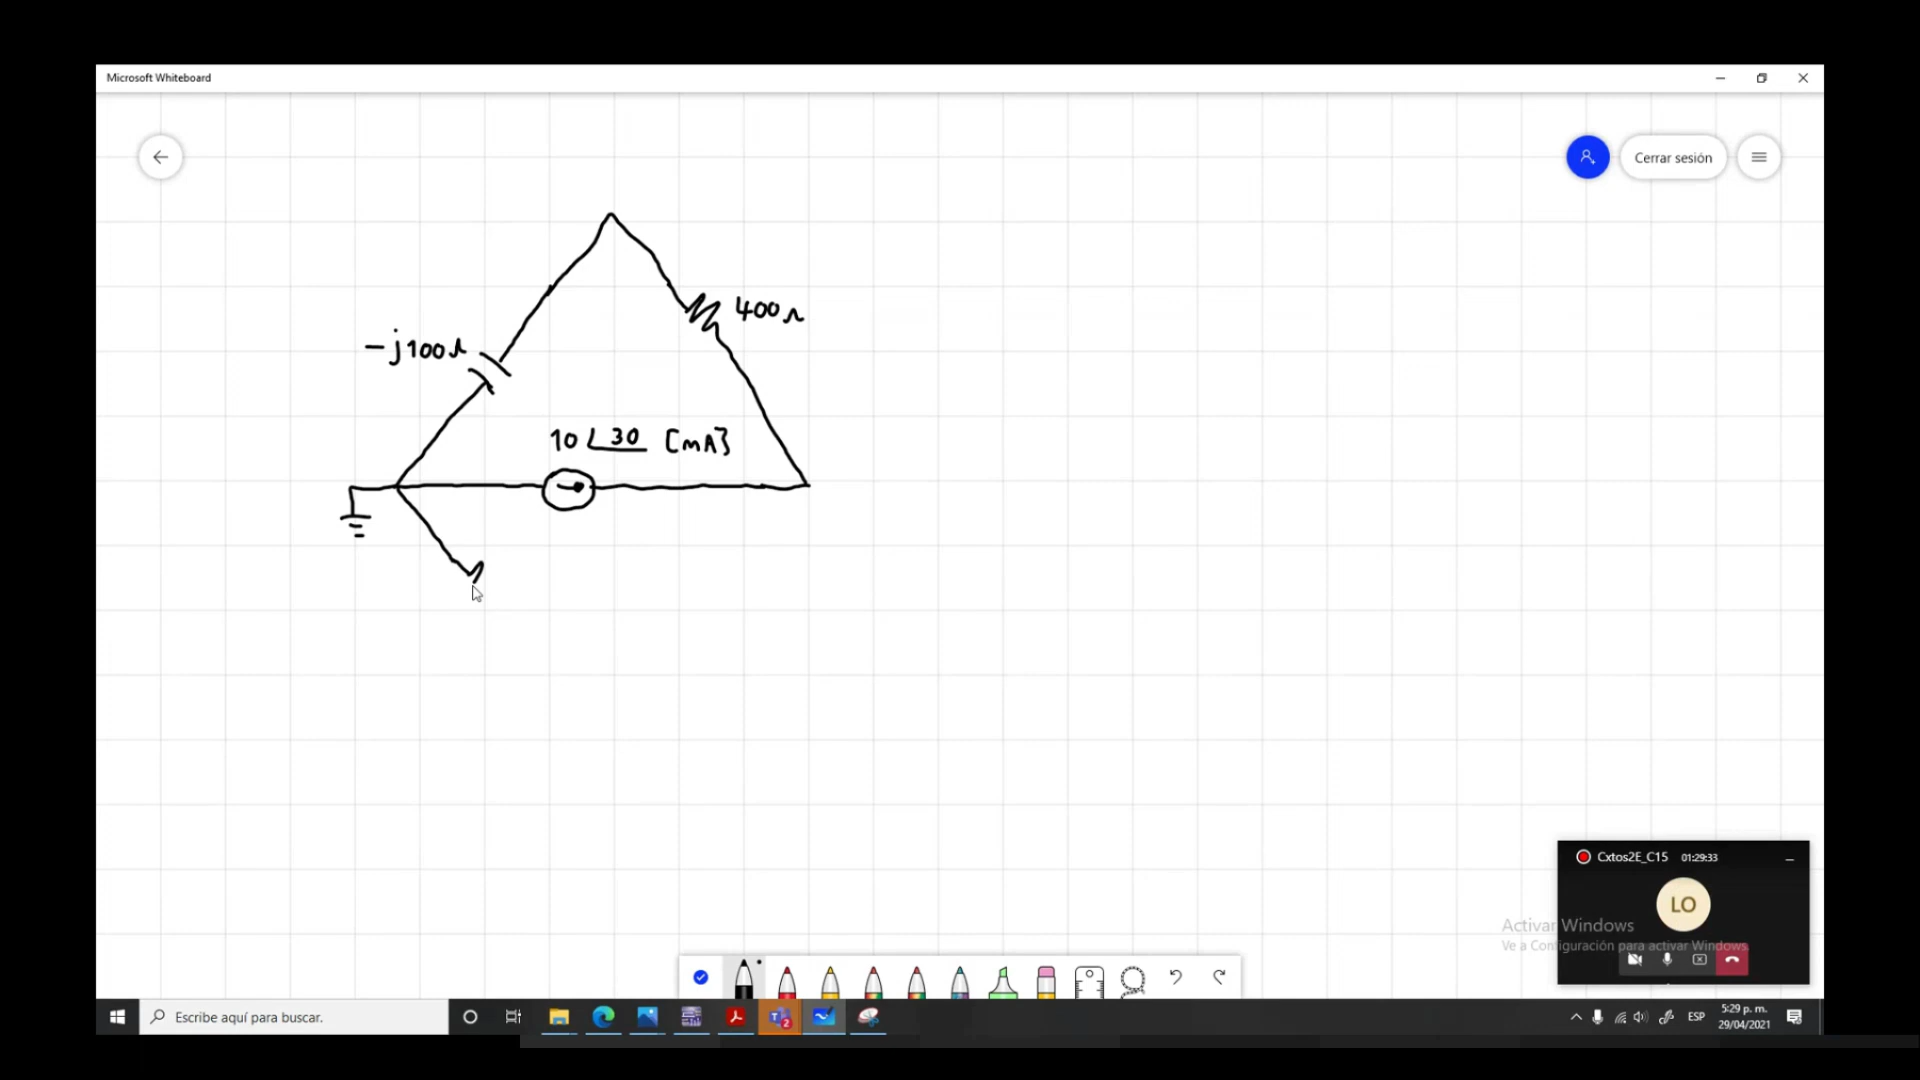 Microsoft Whiteboard
Cerrar sesión
400Ω
-j100Ω
10∠30 [mA]
Cxtos2E_C15 01:29:33
LO
Activar Windows
Ve a Configuración para activar Windows.
Escribe aquí para buscar.
2
ESP
5:29 p. m.
29/04/2021